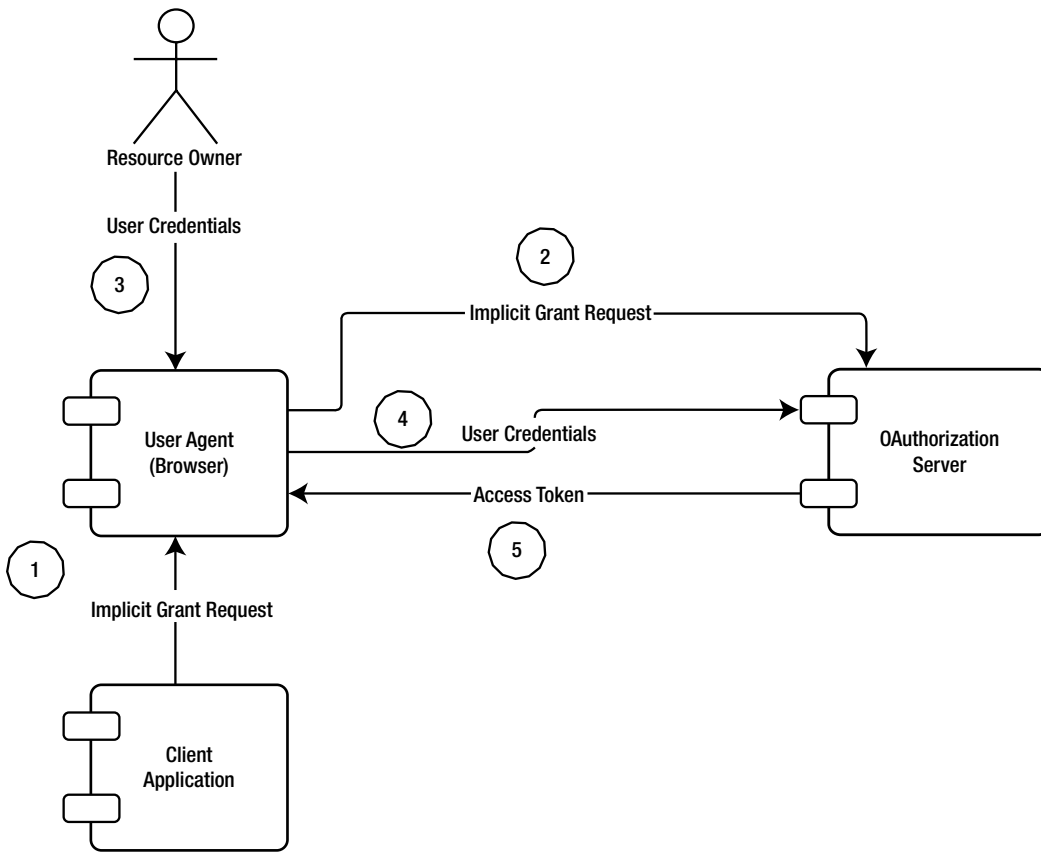 Resource Owner
User Credentials
3
2
Implicit Grant Request
4
User Credentials
User Agent
(Browser)
OAuthorization
Server
Access Token
5
1
Implicit Grant Request
Client
Application